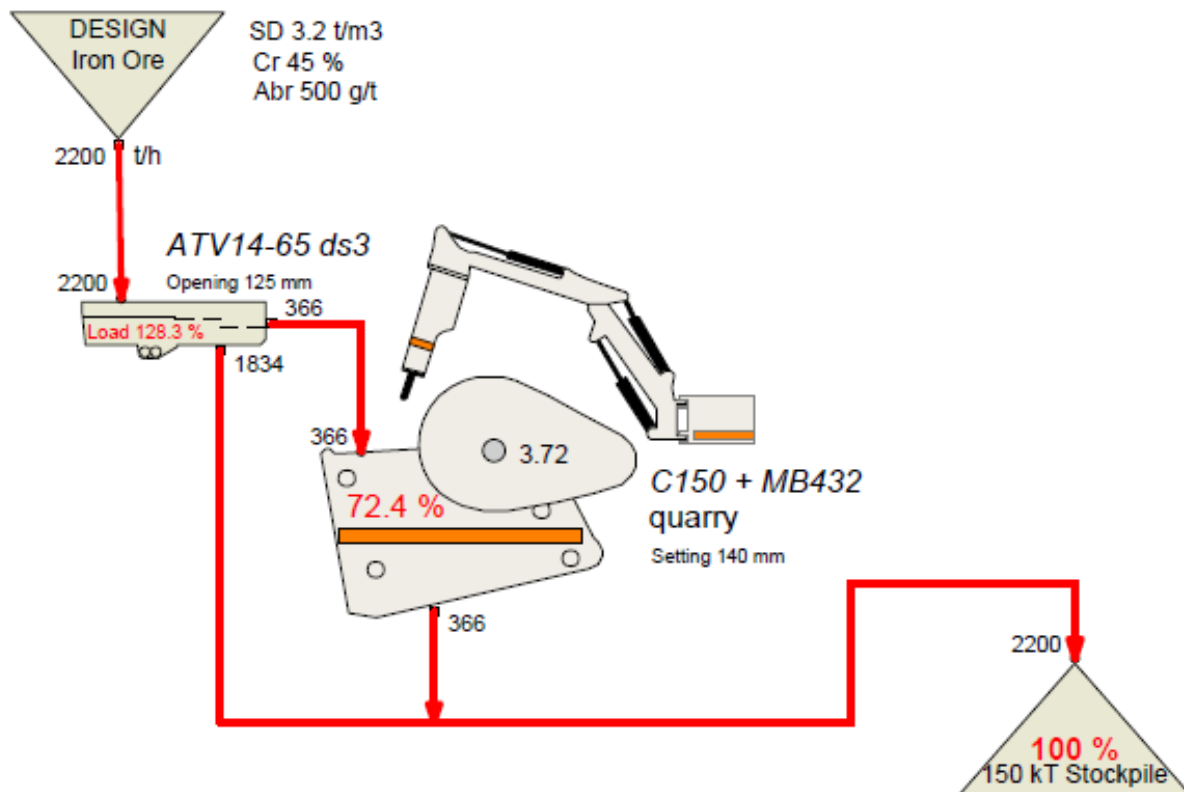 DESIGN
Iron Ore
SD 3.2 t/m3
Cr 45 %
Abr 500 g/t
2200 t/h
ATV14-65 ds3
Opening 125 mm
2200
366
Load 128.3 %
1834
366
3.72
72.4 %
C150 + MB432
quarry
Setting 140 mm
366
2200
100 %
150 kT Stockpile